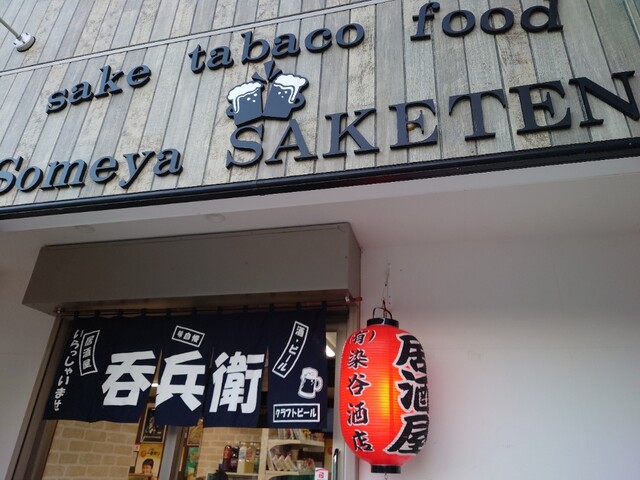 sake tabaco food
Someya SAKETEN
いらっしゃいませ
居酒屋
呑兵衛
酒・ビール
クラフトビール
居酒屋
(有)染谷酒店